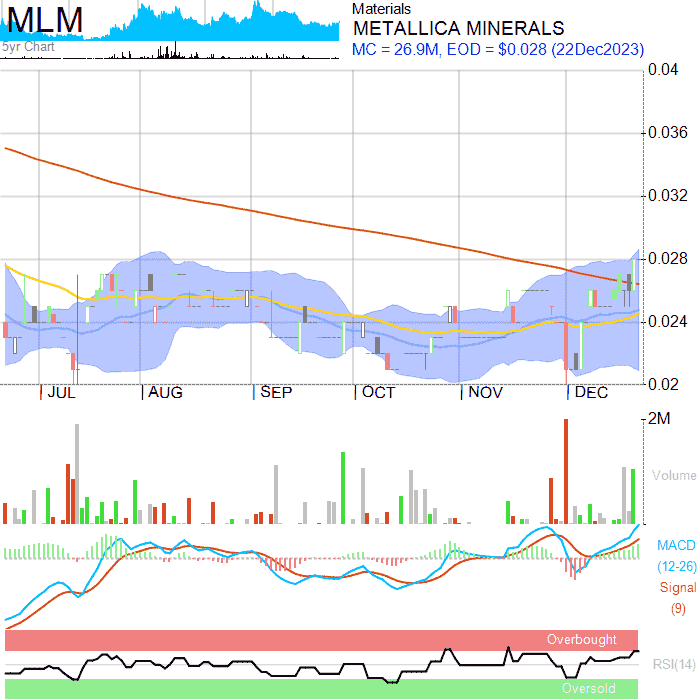 MLM
5yr Chart
Materials
METALLICA MINERALS
MC = 26.9M, EOD = $0.028 (22Dec2023)
0.04
0.036
0.032
0.028
0.024
0.02
JUL AUG SEP OCT NOV DEC
2M
Volume
MACD
(12-26)
Signal
(9)
Overbought
RSI(14)
Oversold